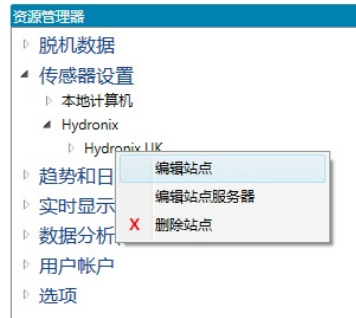 资源管理器
脱机数据
传感器设置
本地计算机
Hydronix
Hydronix UK
编辑站点
趋势和日
编辑站点服务器
实时显示
X 删除站点
数据分析
用户帐户
选项